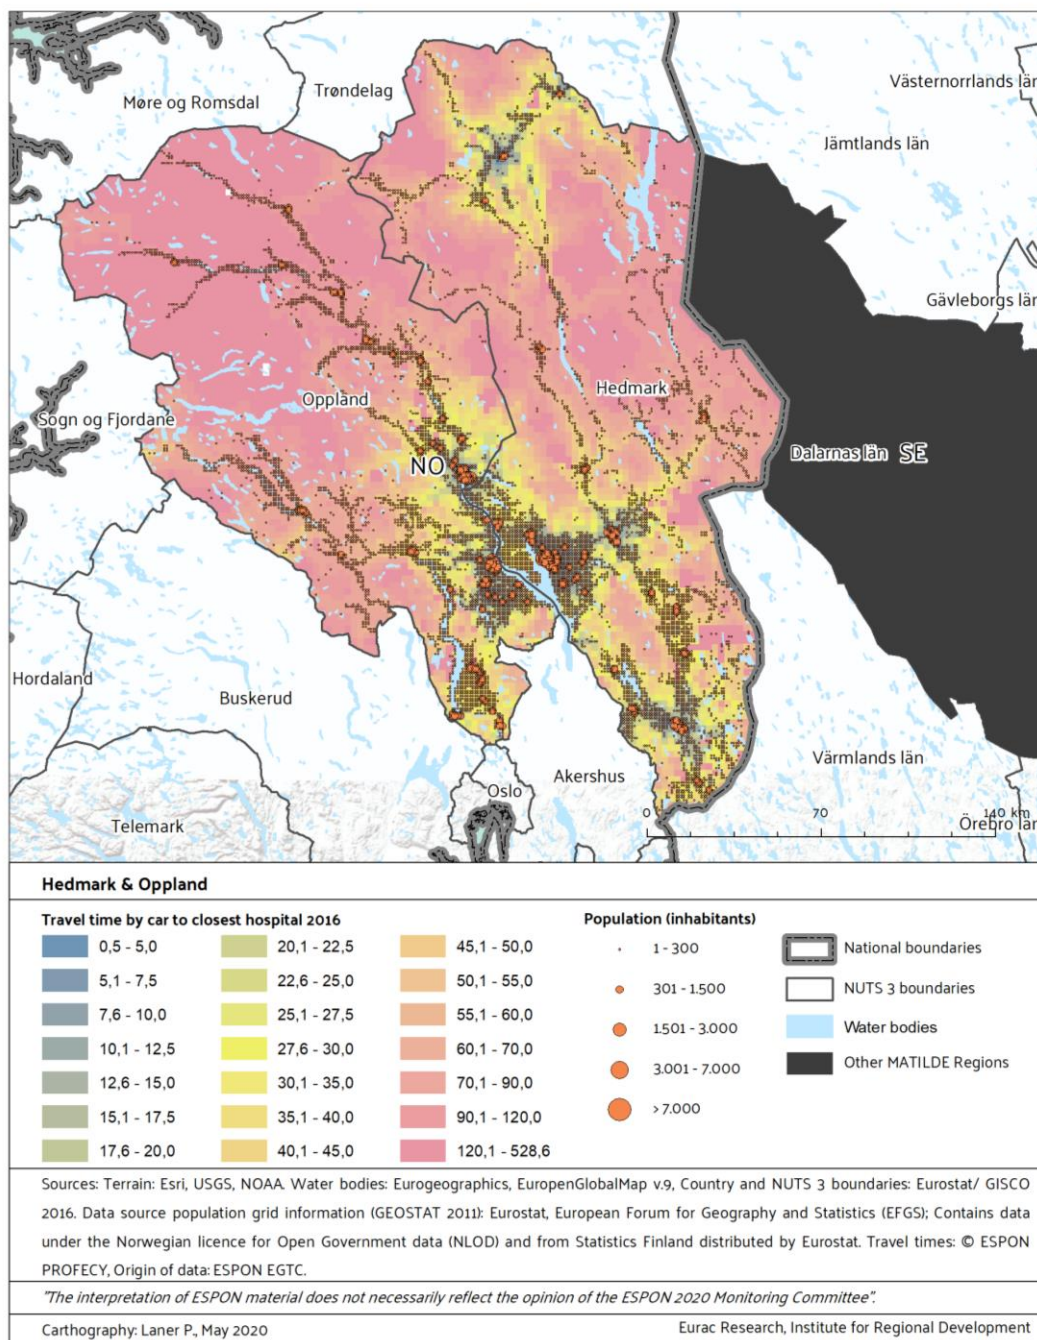 Møre og Romsdal
Trøndelag
Västernorrlands län
Jämtlands län
Gävleborgs län
Hedmark
Oppland
Sogn og Fjordane
NO
Dalarnas län SE
Hordaland
Buskerud
Värmlands län
Akershus
Oslo
Telemark
0 70 140 km
Örebro län
Hedmark & Oppland
Travel time by car to closest hospital 2016
0,5 - 5,0
5,1 - 7,5
7,6 - 10,0
10,1 - 12,5
12,6 - 15,0
15,1 - 17,5
17,6 - 20,0
20,1 - 22,5
22,6 - 25,0
25,1 - 27,5
27,6 - 30,0
30,1 - 35,0
35,1 - 40,0
40,1 - 45,0
45,1 - 50,0
50,1 - 55,0
55,1 - 60,0
60,1 - 70,0
70,1 - 90,0
90,1 - 120,0
120,1 - 528,6
Population (inhabitants)
1 - 300
301 - 1.500
1.501 - 3.000
3.001 - 7.000
> 7.000
National boundaries
NUTS 3 boundaries
Water bodies
Other MATILDE Regions
Sources: Terrain: Esri, USGS, NOAA. Water bodies: Eurogeographics, EuropenGlobalMap v.9, Country and NUTS 3 boundaries: Eurostat/ GISCO
2016. Data source population grid information (GEOSTAT 2011): Eurostat, European Forum for Geography and Statistics (EFGS); Contains data
under the Norwegian licence for Open Government data (NLOD) and from Statistics Finland distributed by Eurostat. Travel times: © ESPON
PROFECY, Origin of data: ESPON EGTC.
"The interpretation of ESPON material does not necessarily reflect the opinion of the ESPON 2020 Monitoring Committee".
Carthography: Laner P., May 2020
Eurac Research, Institute for Regional Development